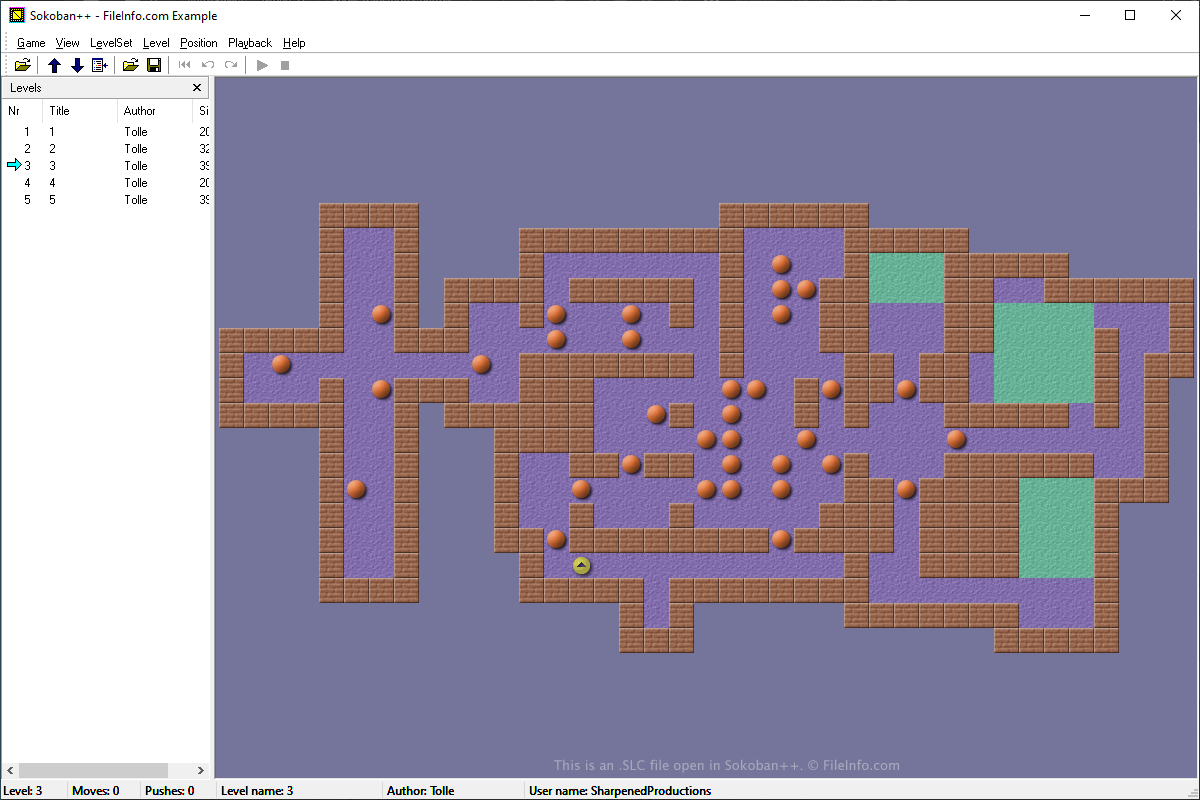 Sokoban++ - FileInfo.com Example
Game View LevelSet Level Position Playback Help
Levels
Nr Title Author
1 1 Tolle 20
2 2 Tolle 32
3 3 Tolle 39
4 4 Tolle 20
5 5 Tolle 39
This is an .SLC file open in Sokoban++. © FileInfo.com
Level: 3 Moves: 0 Pushes: 0 Level name: 3 Author: Tolle User name: SharpenedProductions